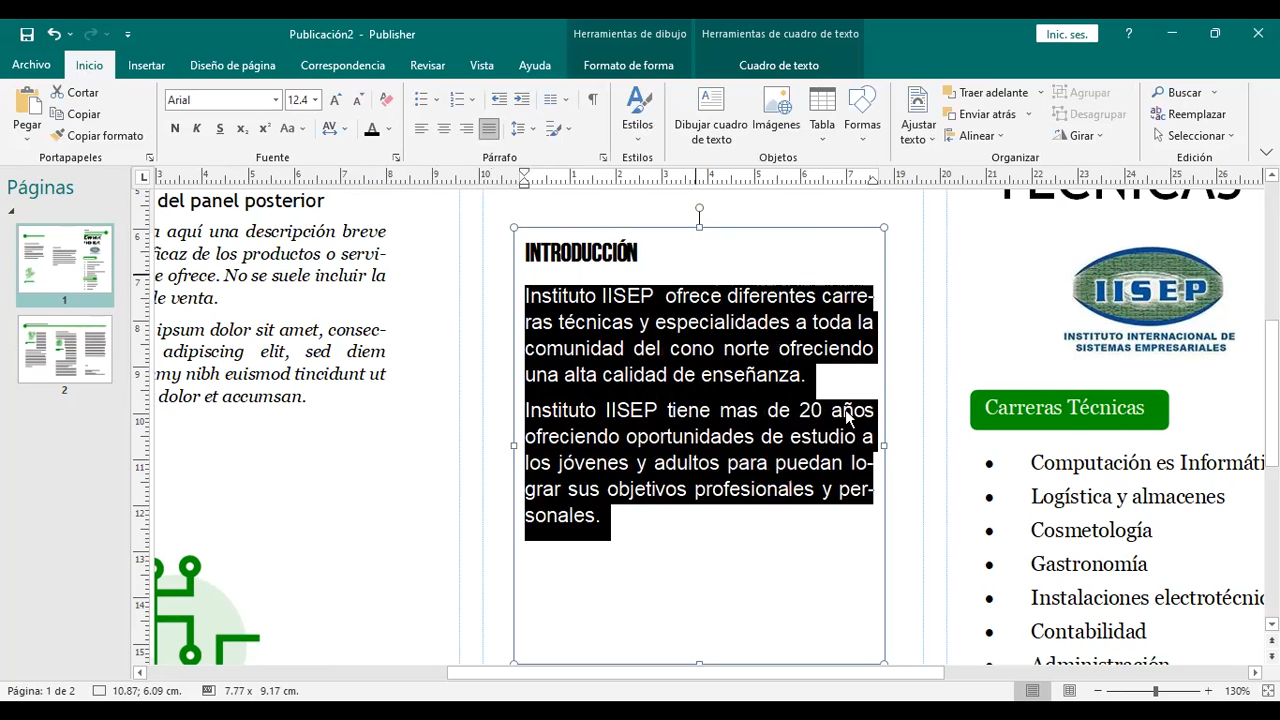 Publicación2 - Publisher
Herramientas de dibujo
Herramientas de cuadro de texto
Inic. ses.
?
Archivo
Inicio
Insertar
Diseño de página
Correspondencia
Revisar
Vista
Ayuda
Formato de forma
Cuadro de texto
Pegar
Cortar
Copiar
Copiar formato
Portapapeles
Arial
12.4
N K S
Fuente
Párrafo
Estilos
Estilos
Dibujar cuadro
de texto
Imágenes
Tabla
Formas
Objetos
Ajustar
texto
Traer adelante
Enviar atrás
Alinear
Agrupar
Desagrupar
Girar
Organizar
Buscar
Reemplazar
Seleccionar
Edición
Páginas
1
2
del panel posterior
a aquí una descripción breve
ficaz de los productos o servi-
e ofrece. No se suele incluir la
de venta.
ipsum dolor sit amet, consec-
adipiscing elit, sed diem
my nibh euismod tincidunt ut
dolor et accumsan.
INTRODUCCIÓN
Instituto IISEP  ofrece diferentes carre-
ras técnicas y especialidades a toda la
comunidad del cono norte ofreciendo
una alta calidad de enseñanza.
Instituto IISEP tiene mas de 20 años
ofreciendo oportunidades de estudio a
los jóvenes y adultos para puedan lo-
grar sus objetivos profesionales y per-
sonales.
TÉCNICAS
IISEP
INSTITUTO INTERNACIONAL DE
SISTEMAS EMPRESARIALES
Carreras Técnicas
• Computación es Informáti
• Logística y almacenes
• Cosmetología
• Gastronomía
• Instalaciones electrotécnic
• Contabilidad
• Administración
Página: 1 de 2
10.87; 6.09 cm.
7.77 x 9.17 cm.
130%